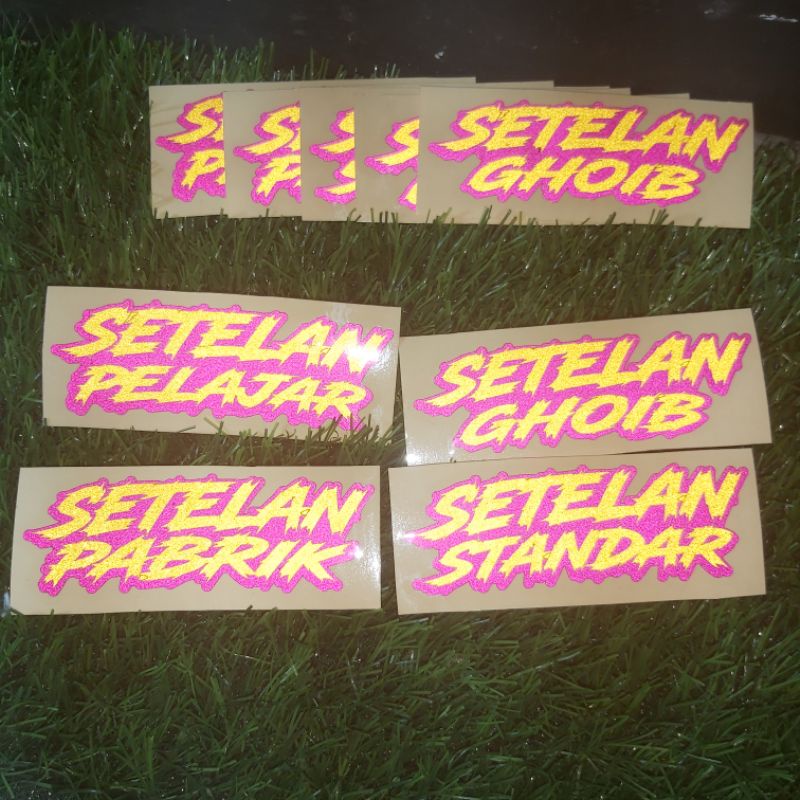 SETELAN
GHOIB
SETELAN
PELAJAR
SETELAN
GHOIB
SETELAN
PABRIK
SETELAN
STANDAR